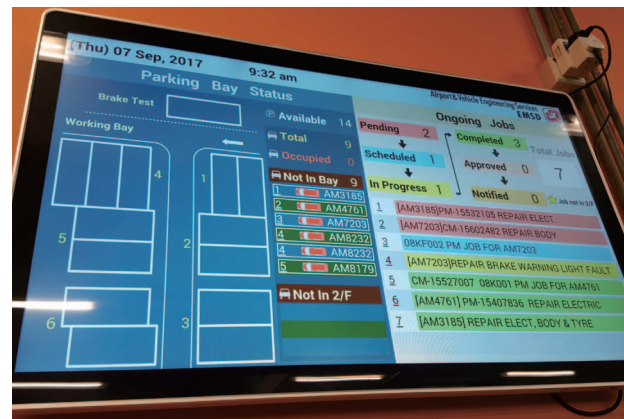 (Thu) 07 Sep, 2017
9:32 am
Parking Bay Status
Brake Test
Working Bay
4
1
5
2
6
3
Available 14
Total 9
Occupied 0
Not In Bay 9
1 AM3185
2 AM4761
3 AM7203
4 AM8232
4 AM8232
5 AM8179
Not In 2/F
Airport & Vehicle Engineering Services
EMSD
Ongoing Jobs
Pending 2
Scheduled 1
In Progress 1
Completed 3
Approved 0
Notified 0
Total Jobs
7
Job not in 2/F
1 [AM3185]PM-15532105 REPAIR ELECT.
2 [AM7203]CM-15602482 REPAIR BODY
3 08KF002 PM JOB FOR AM7203
4 [AM7203]REPAIR BRAKE WARNING LIGHT FAULT
5 CM-15527007 08K001 PM JOB FOR AM4761
6 [AM4761] PM-15407836 REPAIR ELECTRIC
7 [AM3185] REPAIR ELECT, BODY & TYRE